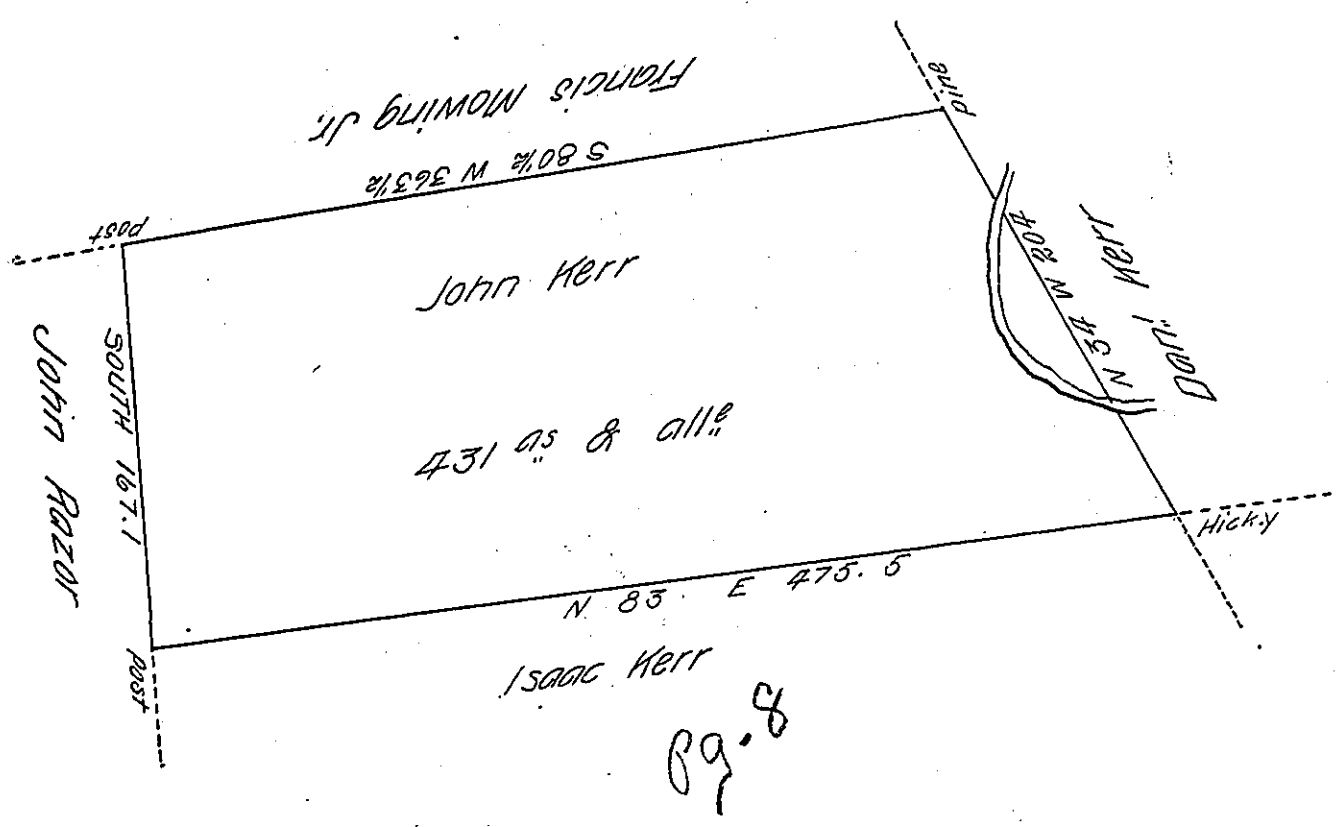 Francis Mowing Jr.
S 80½ W 363½
pine
post
John Kerr
N 34 W 204
Dan.l Kerr
SOUTH 167.1
John Razor
431 as & all.e
Hick.y
N 83. E 475.5
post
Isaac Kerr
pg. 8